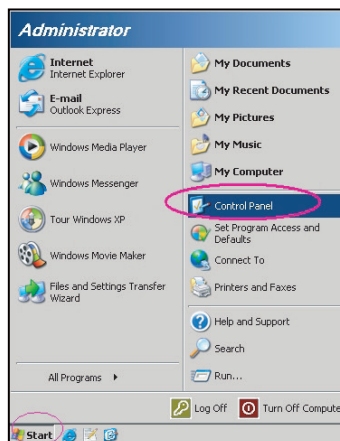 Administrator
Internet
Internet Explorer
E-mail
Outlook Express
Windows Media Player
Windows Messenger
Tour Windows XP
Windows Movie Maker
Files and Settings Transfer
Wizard
All Programs
My Documents
My Recent Documents
My Pictures
My Music
My Computer
Control Panel
Set Program Access and
Defaults
Connect To
Printers and Faxes
Help and Support
Search
Run...
Log Off
Turn Off Compute
Start